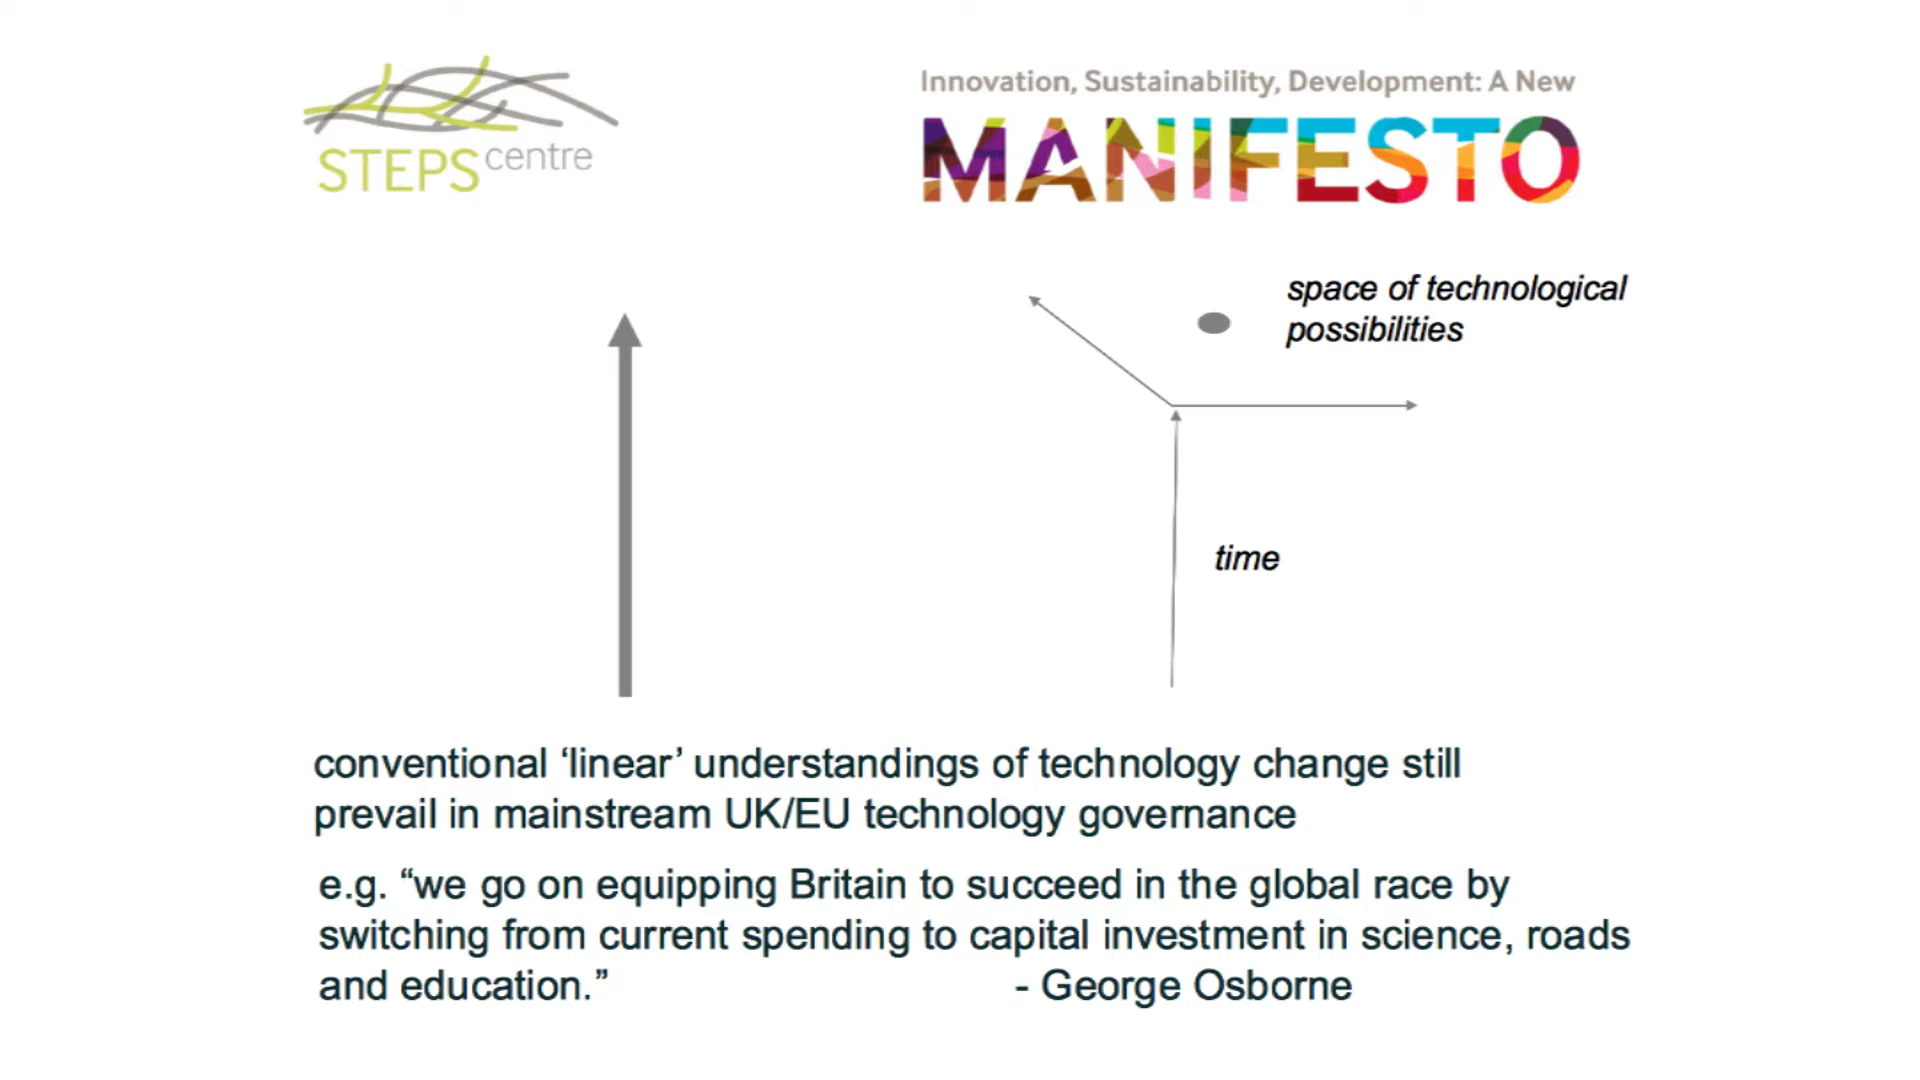 STEPS centre
Innovation, Sustainability, Development: A New
MANIFESTO
space of technological
possibilities
time
conventional ‘linear’ understandings of technology change still
prevail in mainstream UK/EU technology governance
e.g. “we go on equipping Britain to succeed in the global race by
switching from current spending to capital investment in science, roads
and education.” - George Osborne